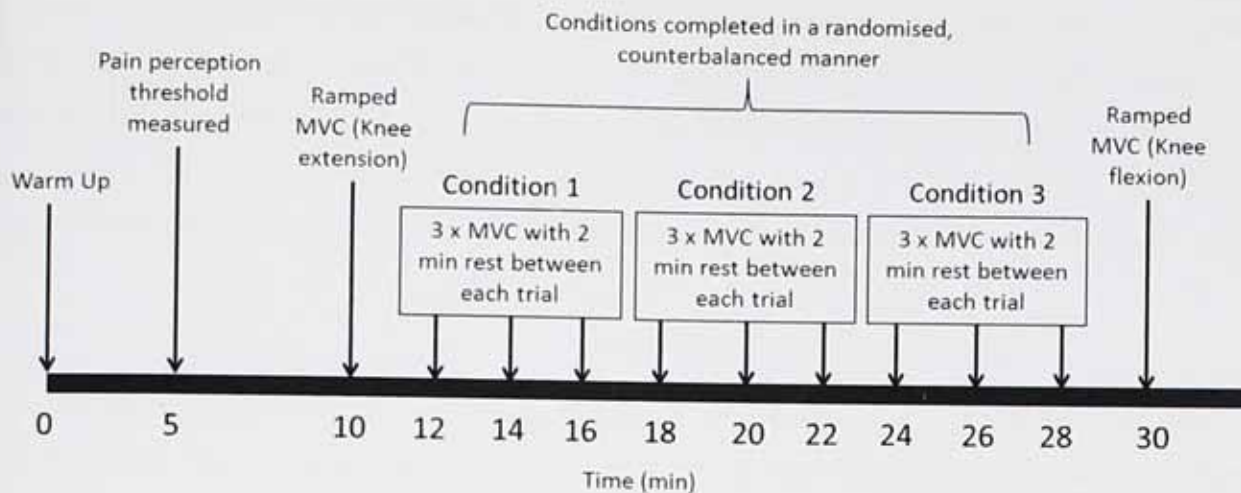 Conditions completed in a randomised,
counterbalanced manner
Pain perception
threshold
measured
Ramped
MVC (Knee
extension)
Ramped
MVC (Knee
flexion)
Warm Up
Condition 1
3 x MVC with 2
min rest between
each trial
Condition 2
3 x MVC with 2
min rest between
each trial
Condition 3
3 x MVC with 2
min rest between
each trial
0 5 10 12 14 16 18 20 22 24 26 28 30
Time (min)